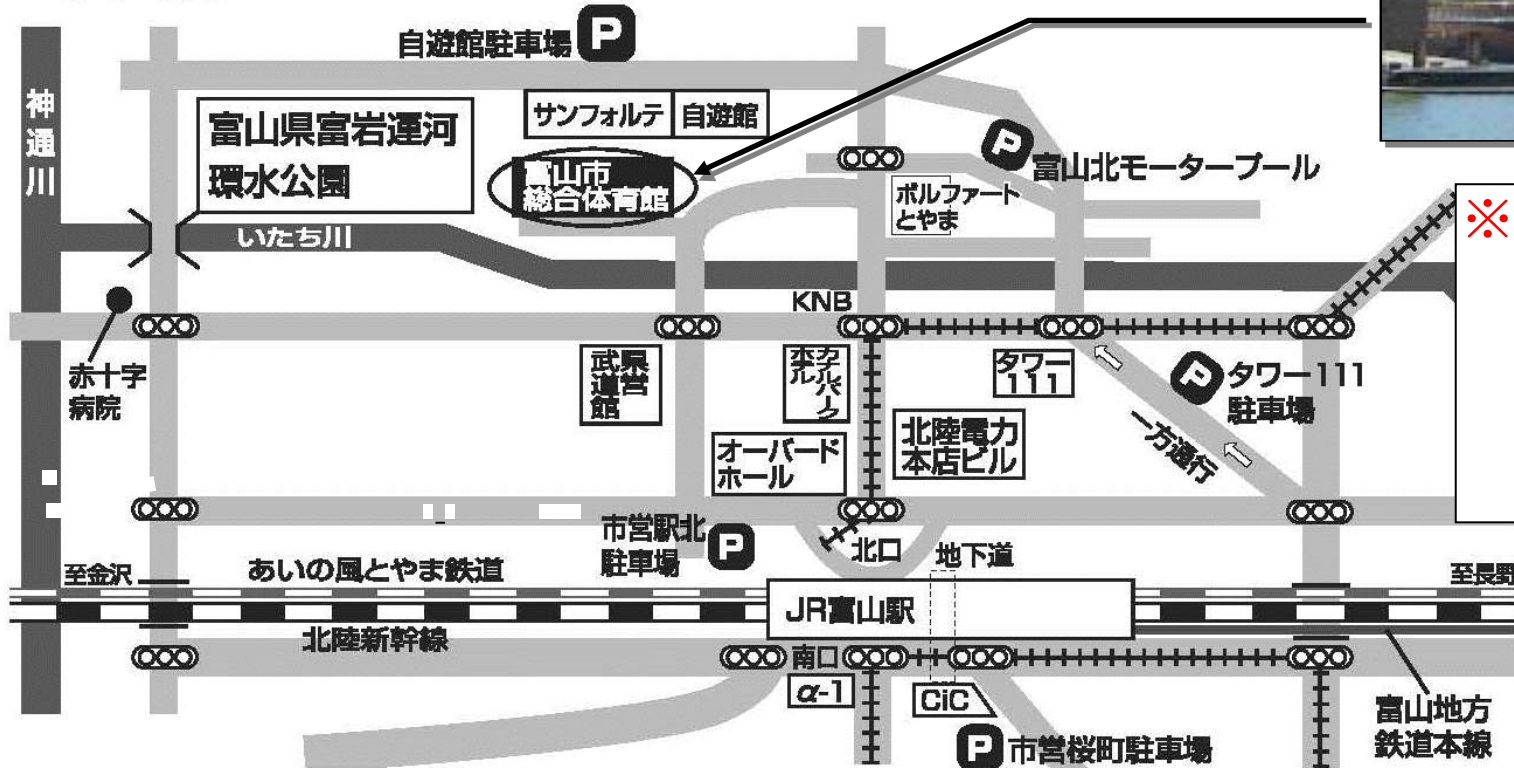 自遊館駐車場 P
神通川
富山県富岩運河
環水公園
サンフォルテ 自遊館
富山市
総合体育館
P
富山北モータープール
ボルファート
とやま
※
いたち川
KNB
赤十字
病院
県営
武道館
カナルパーク
ホテル
タワー
111
P タワー111
駐車場
オーバード
ホール
北陸電力
本店ビル
一方通行
市営駅北
駐車場
P
北口
地下道
至金沢
あいの風とやま鉄道
至長野
JR富山駅
北陸新幹線
南口
α-1
CiC
富山地方
鉄道本線
P 市営桜町駐車場